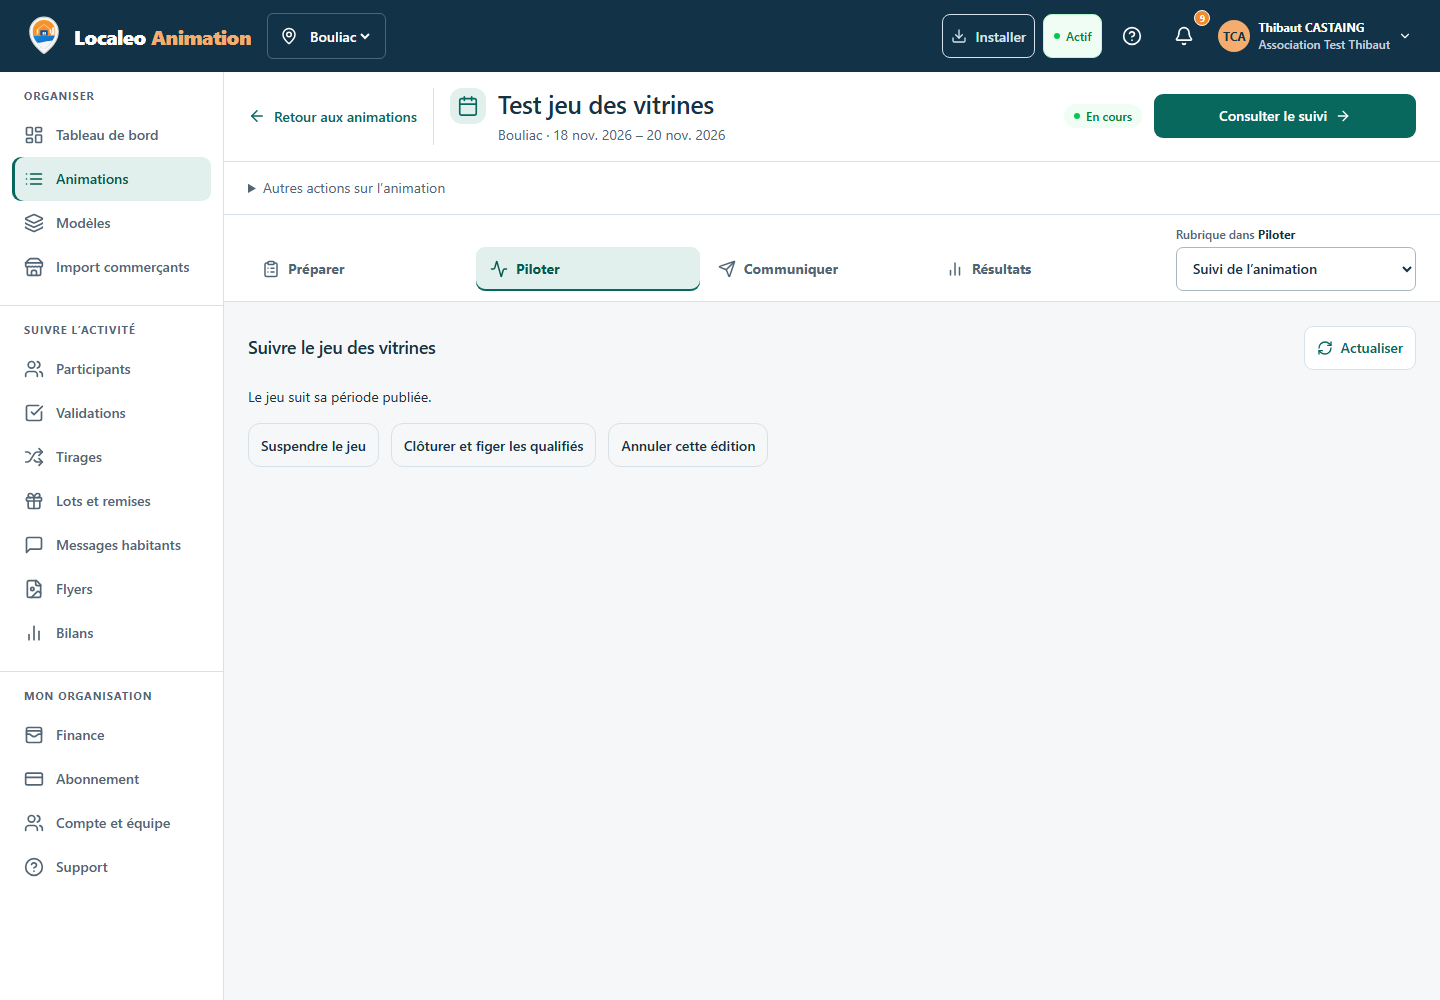 Localeo Animation
Bouliac
Installer
Actif
9
TCA
Thibaut CASTAING
Association Test Thibaut
ORGANISER
Tableau de bord
Animations
Modèles
Import commerçants
SUIVRE L'ACTIVITÉ
Participants
Validations
Tirages
Lots et remises
Messages habitants
Flyers
Bilans
MON ORGANISATION
Finance
Abonnement
Compte et équipe
Support
Retour aux animations
Test jeu des vitrines
Bouliac · 18 nov. 2026 – 20 nov. 2026
En cours
Consulter le suivi
Autres actions sur l'animation
Préparer
Piloter
Communiquer
Résultats
Rubrique dans Piloter
Suivi de l'animation
Suivre le jeu des vitrines
Actualiser
Le jeu suit sa période publiée.
Suspendre le jeu
Clôturer et figer les qualifiés
Annuler cette édition